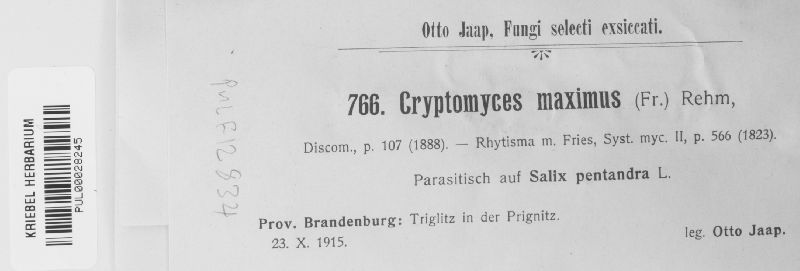 Otto Jaap, Fungi selecti exsiccati.
766. Cryptomyces maximus (Fr.) Rehm,
Discom., p. 107 (1888). — Rhytisma m. Fries, Syst. myc. II, p. 566 (1823).
Parasitisch auf Salix pentandra L.
Prov. Brandenburg: Triglitz in der Prignitz.
23. X. 1915.
leg. Otto Jaap.
KRIEBEL HERBARIUM
PUL00028245
PUL F12834